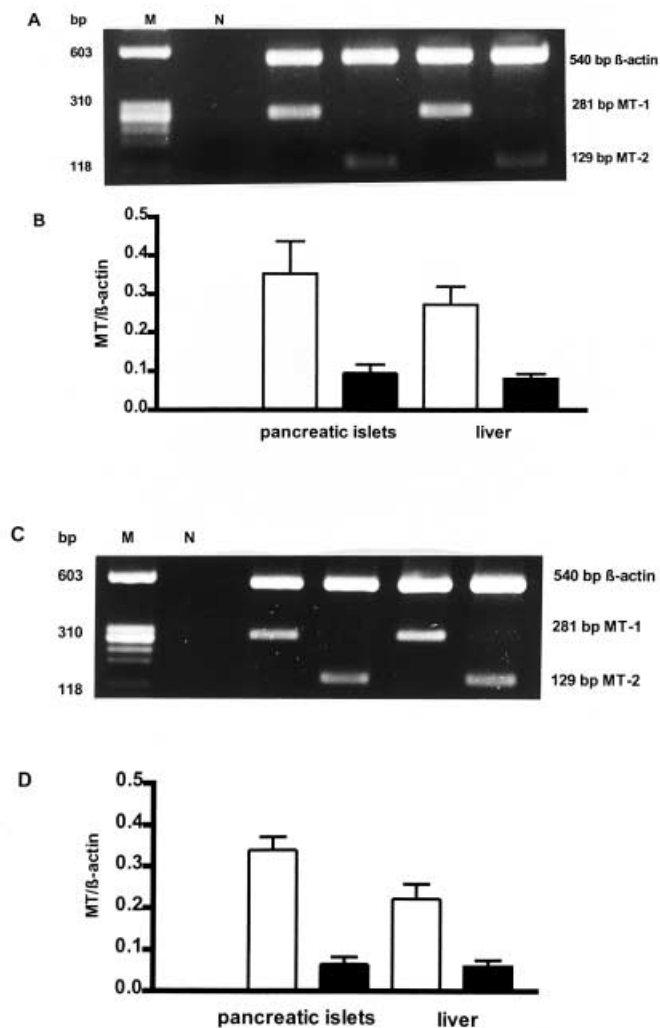 A bp M N
603 540 bp ß-actin
310 281 bp MT-1
118 129 bp MT-2
B
MT/ß-actin
0.5
0.4
0.3
0.2
0.1
0.0
pancreatic islets liver
C bp M N
603 540 bp ß-actin
310 281 bp MT-1
118 129 bp MT-2
D
MT/ß-actin
0.5
0.4
0.3
0.2
0.1
0.0
pancreatic islets liver